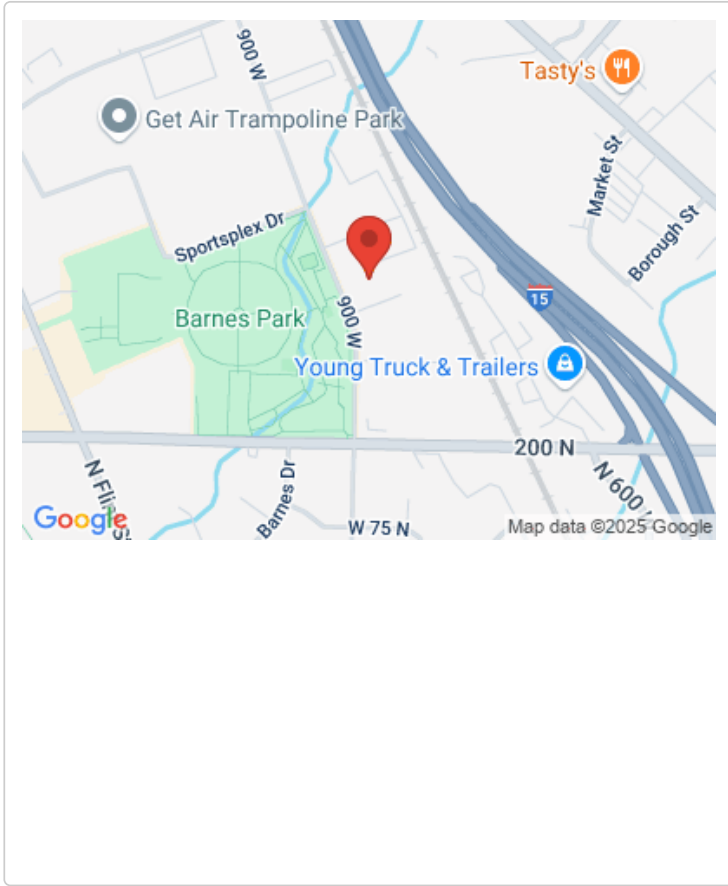 900 W
Tasty's
Get Air Trampoline Park
Market St
Sportsplex Dr
Borough St
15
900 W
Barnes Park
Young Truck & Trailers
200 N
N 600
Barnes Dr
W 75 N
Google
Map data ©2025 Google